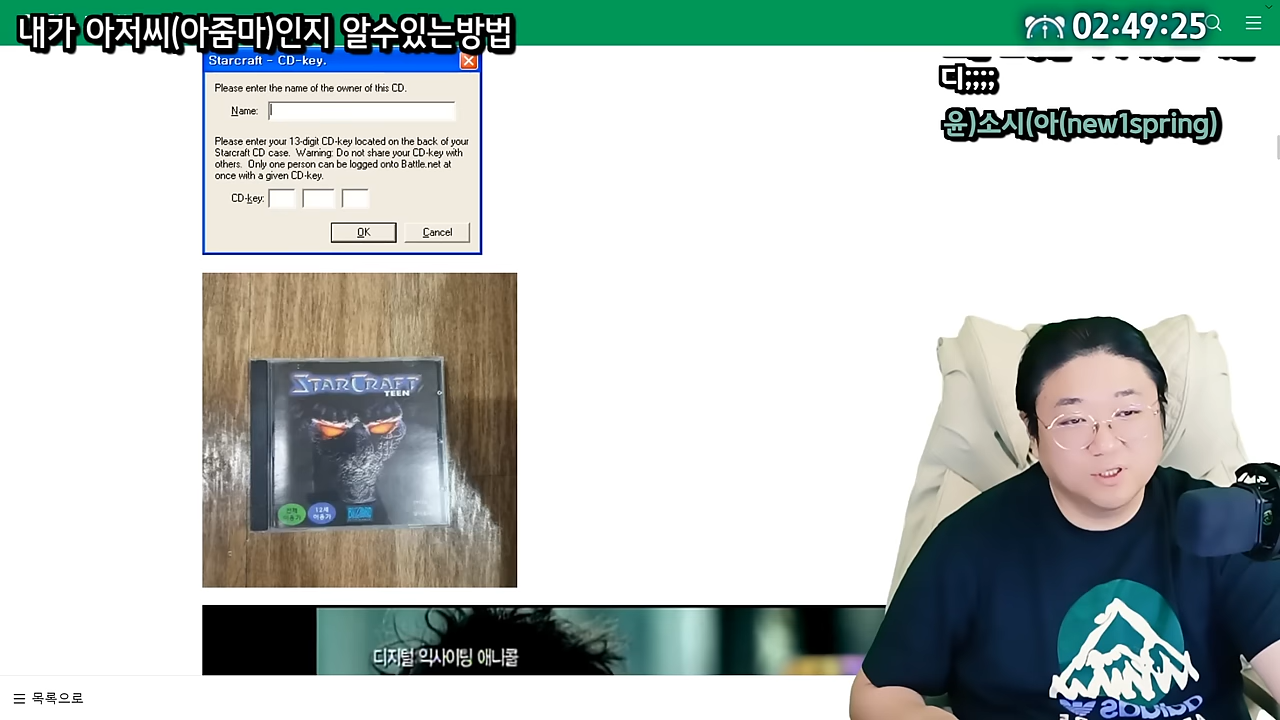 내가 아저씨(아줌마)인지 알수있는방법
02:49:25
디;;;;
윤)소시(아(new1spring)
Starcraft - CD-key.
Please enter the name of the owner of this CD.
Name:
Please enter your 13-digit CD-key located on the back of your
Starcraft CD case. Warning: Do not share your CD-key with
others. Only one person can be logged onto Battle.net at
once with a given CD-key.
CD-key:
OK
Cancel
STARCRAFT
TEEN
12세
디지털 익사이팅 애니콜
목록으로
adidas